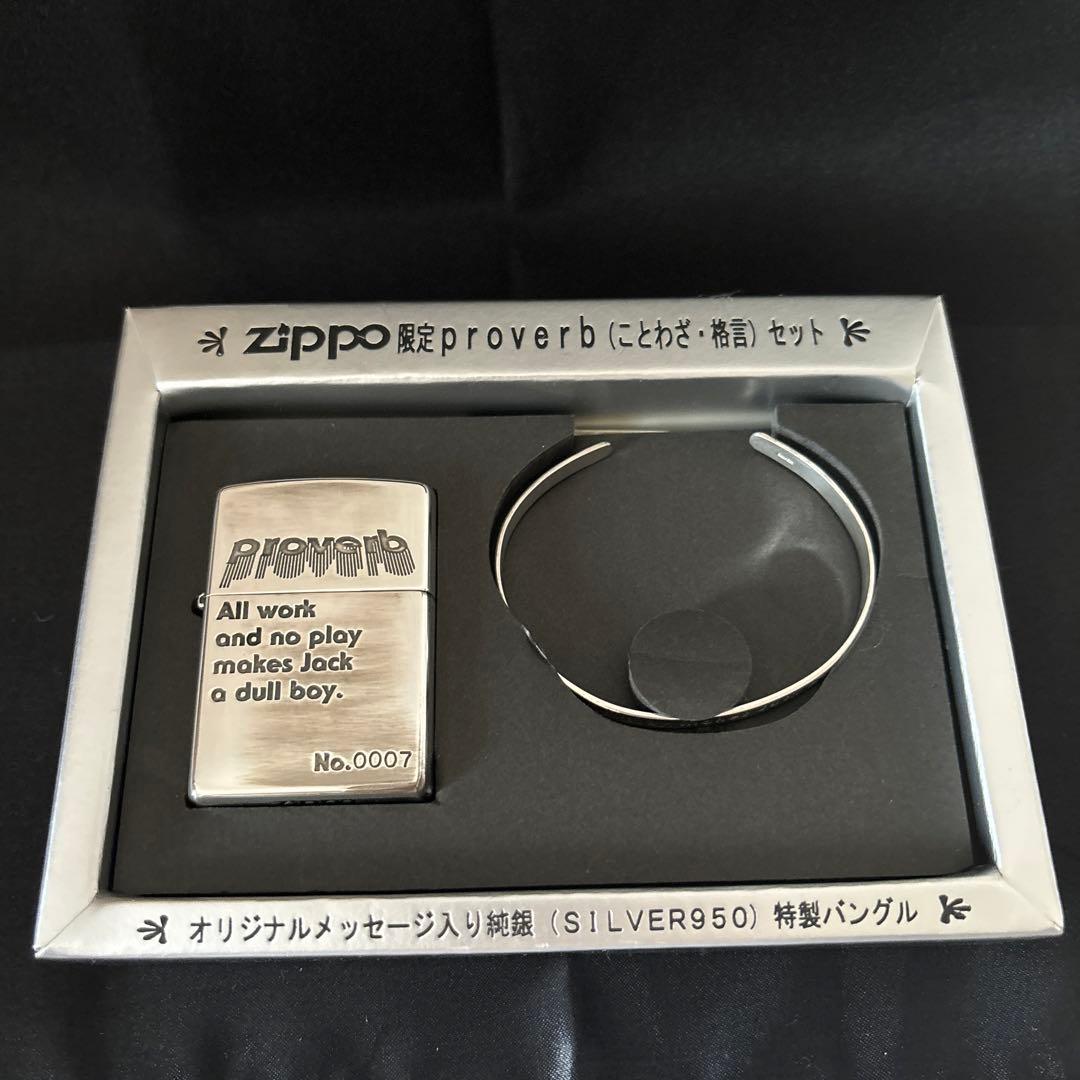 Zippo限定proverb(ことわざ・格言)セット
proverb
All work
and no play
makes Jack
a dull boy.
No.0007
オリジナルメッセージ入り純銀(SILVER950)特製バングル